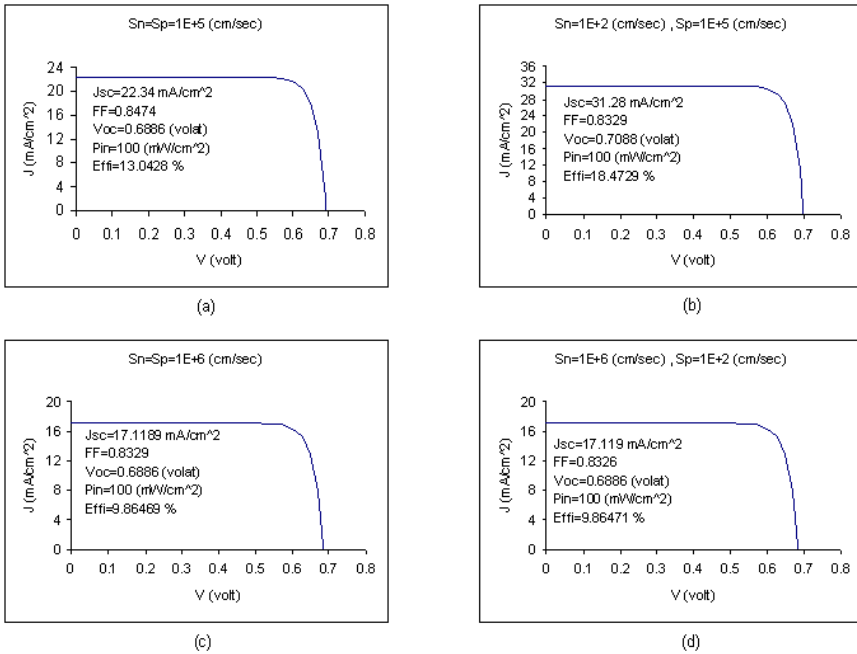 Sn=Sp=1E+5 (cm/sec)
24
20
16
12
8
4
0
J (mA/cm^2)
Jsc=22.34 mA/cm^2
FF=0.8474
Voc=0.6886 (volat)
Pin=100 (mW/cm^2)
Effi=13.0428 %
0 0.1 0.2 0.3 0.4 0.5 0.6 0.7 0.8
V (volt)
(a)
Sn=1E+2 (cm/sec) , Sp=1E+5 (cm/sec)
36
32
28
24
20
16
12
8
4
0
J (mA/cm^2)
Jsc=31.28 mA/cm^2
FF=0.8329
Voc=0.7088 (volat)
Pin=100 (mW/cm^2)
Effi=18.4729 %
0 0.1 0.2 0.3 0.4 0.5 0.6 0.7 0.8
V (volt)
(b)
Sn=Sp=1E+6 (cm/sec)
20
16
12
8
4
0
J (mA/cm^2)
Jsc=17.1189 mA/cm^2
FF=0.8329
Voc=0.6886 (volat)
Pin=100 (mW/cm^2)
Effi=9.86469 %
0 0.1 0.2 0.3 0.4 0.5 0.6 0.7 0.8
V (volt)
(c)
Sn=1E+6 (cm/sec) , Sp=1E+2 (cm/sec)
20
16
12
8
4
0
J (mA/cm^2)
Jsc=17.119 mA/cm^2
FF=0.8326
Voc=0.6886 (volat)
Pin=100 (mW/cm^2)
Effi=9.86471 %
0 0.1 0.2 0.3 0.4 0.5 0.6 0.7 0.8
V (volt)
(d)